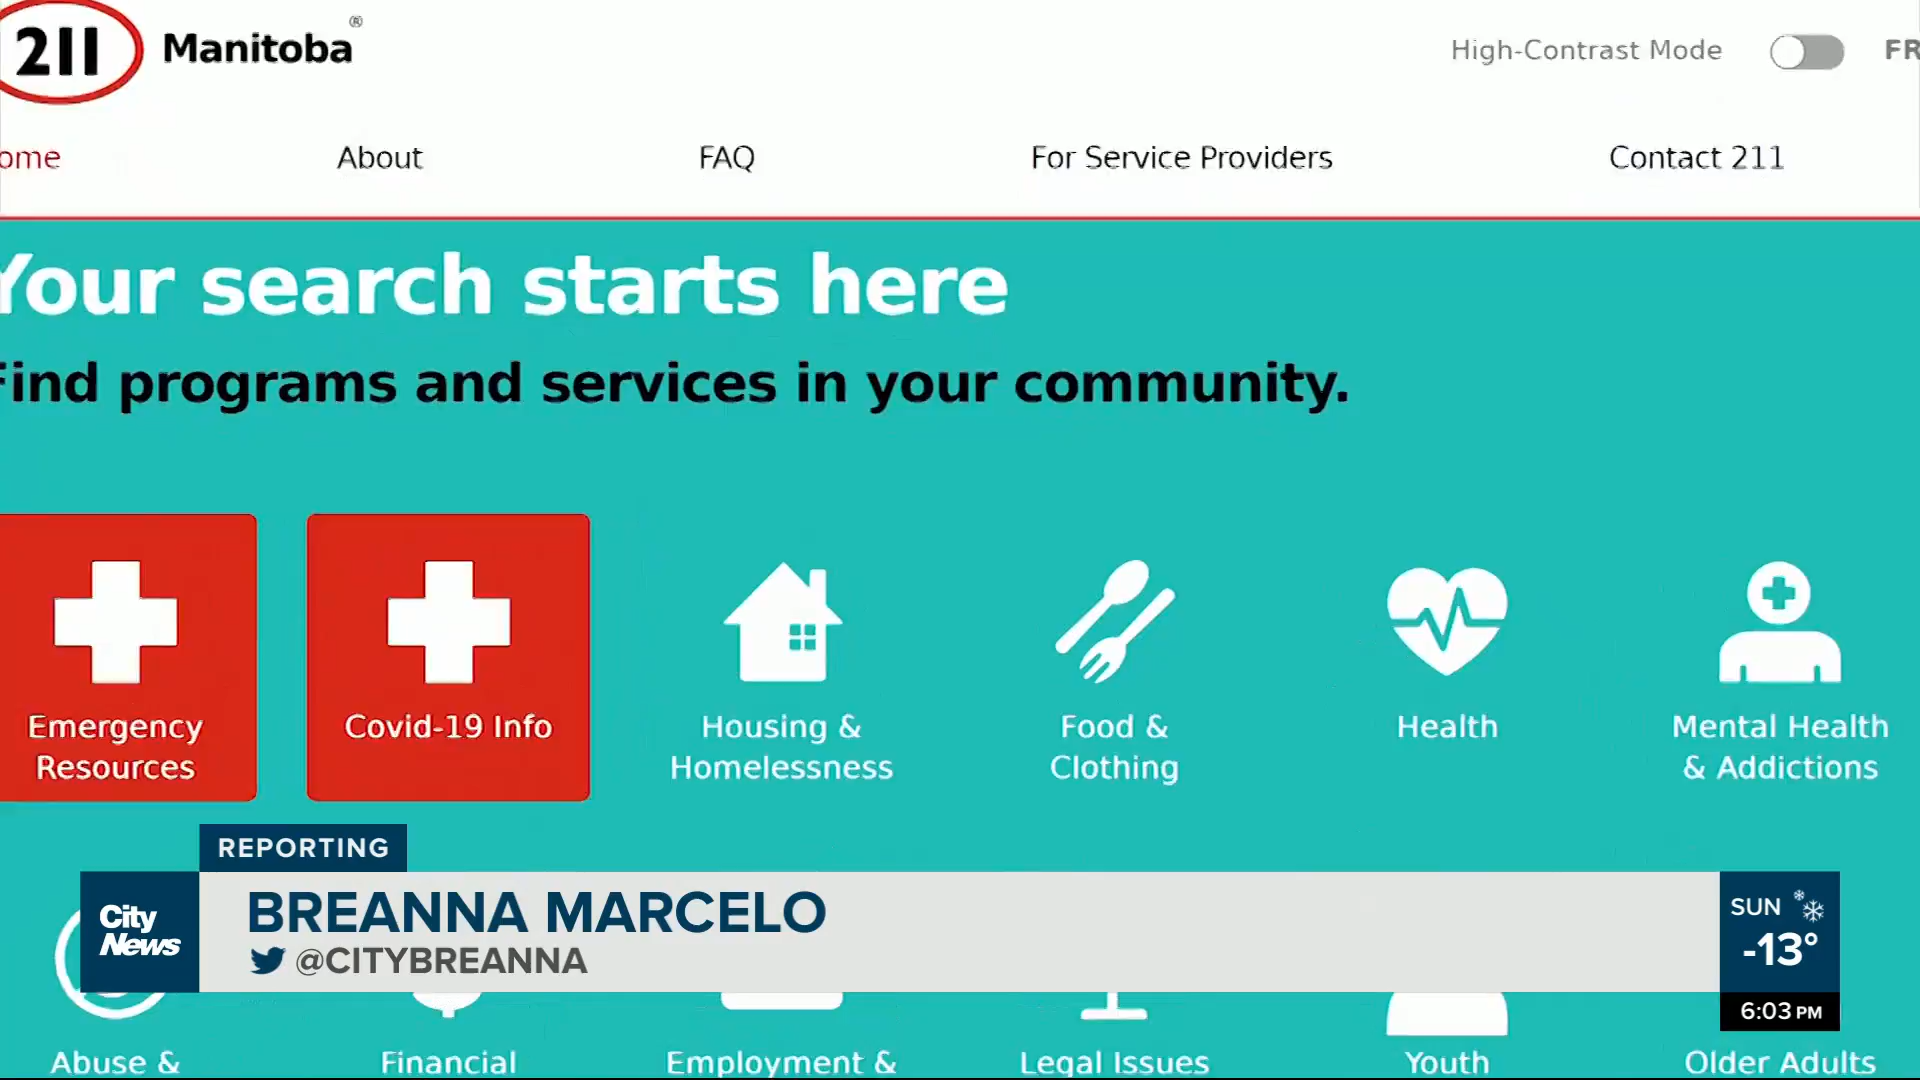 211 Manitoba®
High-Contrast Mode
FR
ome
About
FAQ
For Service Providers
Contact 211
Your search starts here
Find programs and services in your community.
Emergency
Resources
Covid-19 Info
Housing &
Homelessness
Food &
Clothing
Health
Mental Health
& Addictions
REPORTING
City
News
BREANNA MARCELO
@CITYBREANNA
SUN
-13°
6:03 PM
Abuse &
Financial
Employment &
Legal Issues
Youth
Older Adults